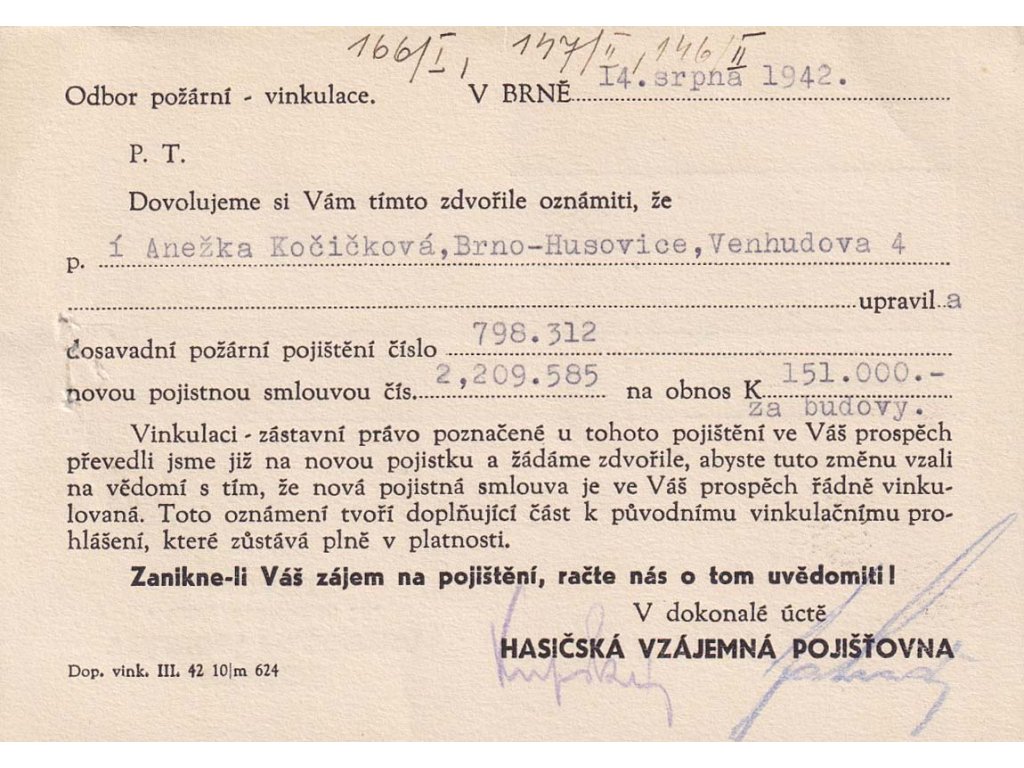 166/I, 147/II, 146/II
Odbor požární - vinkulace. V BRNĚ 14. srpna 1942.
P. T.
Dovolujeme si Vám tímto zdvořile oznámiti, že
p. í Anežka Kočičková, Brno-Husovice, Venhudova 4
upravil a
dosavadní požární pojištění číslo 798.312
novou pojistnou smlouvou čís. 2,209.585 na obnos K 151.000.-
za budovy.
Vinkulaci - zástavní právo poznačené u tohoto pojištění ve Váš prospěch
převedli jsme již na novou pojistku a žádáme zdvořile, abyste tuto změnu vzali
na vědomí s tím, že nová pojistná smlouva je ve Váš prospěch řádně vinku-
lovaná. Toto oznámení tvoří doplňující část k původnímu vinkulačnímu pro-
hlášení, které zůstává plně v platnosti.
Zanikne-li Váš zájem na pojištění, račte nás o tom uvědomiti!
V dokonalé úctě
HASIČSKÁ VZÁJEMNÁ POJIŠŤOVNA
Dop. vink. III. 42 10|m 624